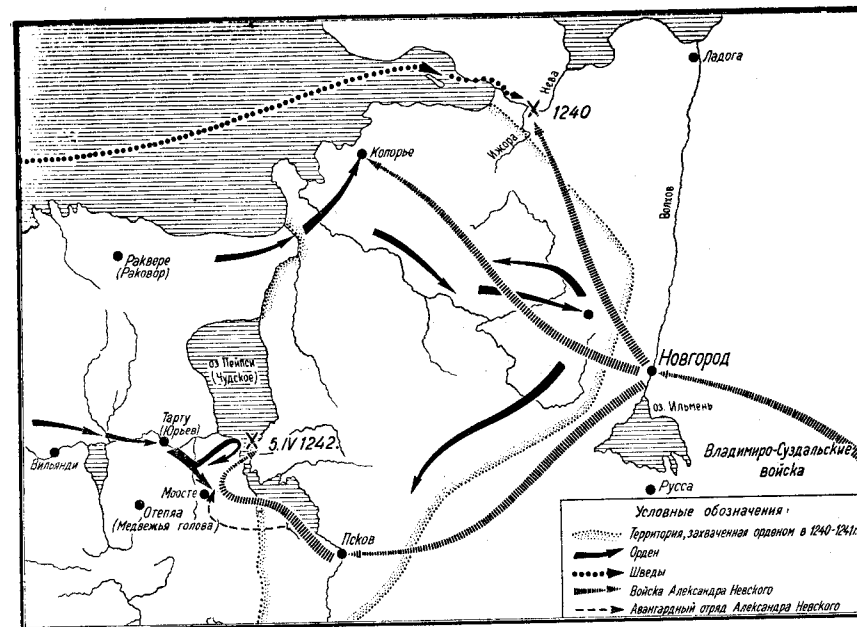 Ладога
Нева
1240
Ижора
Копорье
Волхов
Раквере
(Раковор)
оз Пейпси
(Чудское)
Новгород
оз. Ильмень
Тарту
(Юрьев)
5.IV 1242
Вильянди
Владимиро-Суздальские
войска
Моосте
Отепяа
(Медвежья голова)
Русса
Псков
Условные обозначения:
Территория, захваченная орденом в 1240-1241г.
Орден
Шведы
Войска Александра Невского
Авангардный отряд Александра Невского